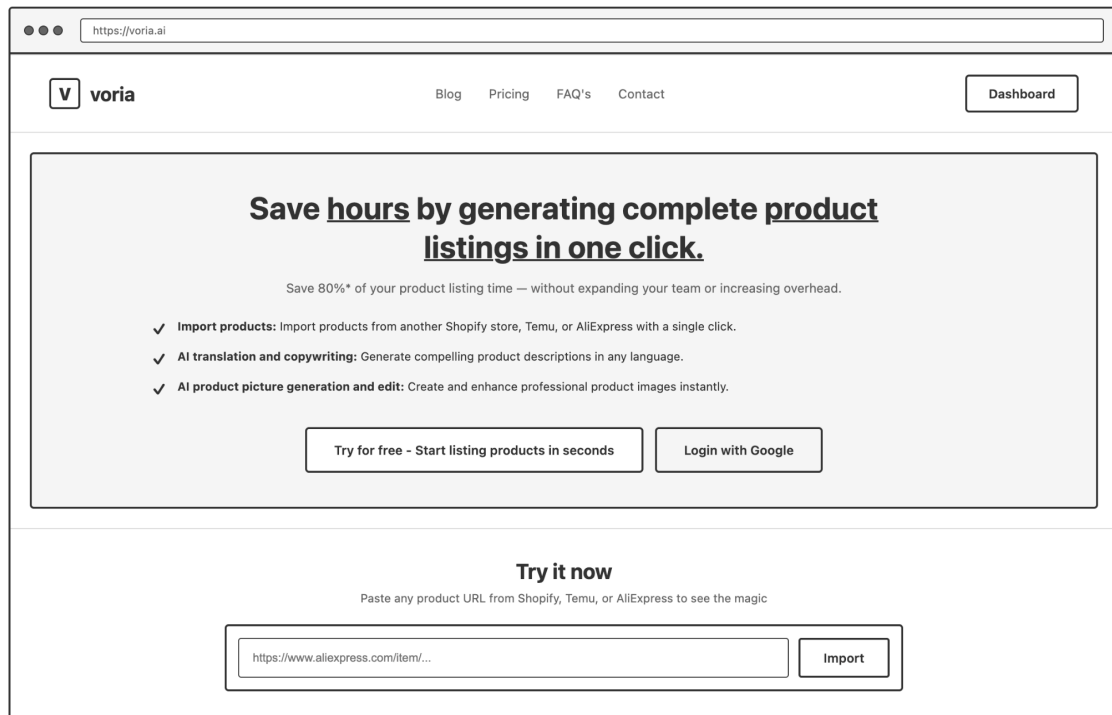 https://voria.ai
V voria
Blog Pricing FAQ's Contact
Dashboard
Save hours by generating complete product
listings in one click.
Save 80%* of your product listing time — without expanding your team or increasing overhead.
✓ Import products: Import products from another Shopify store, Temu, or AliExpress with a single click.
✓ AI translation and copywriting: Generate compelling product descriptions in any language.
✓ AI product picture generation and edit: Create and enhance professional product images instantly.
Try for free - Start listing products in seconds
Login with Google
Try it now
Paste any product URL from Shopify, Temu, or AliExpress to see the magic
https://www.aliexpress.com/item/...
Import